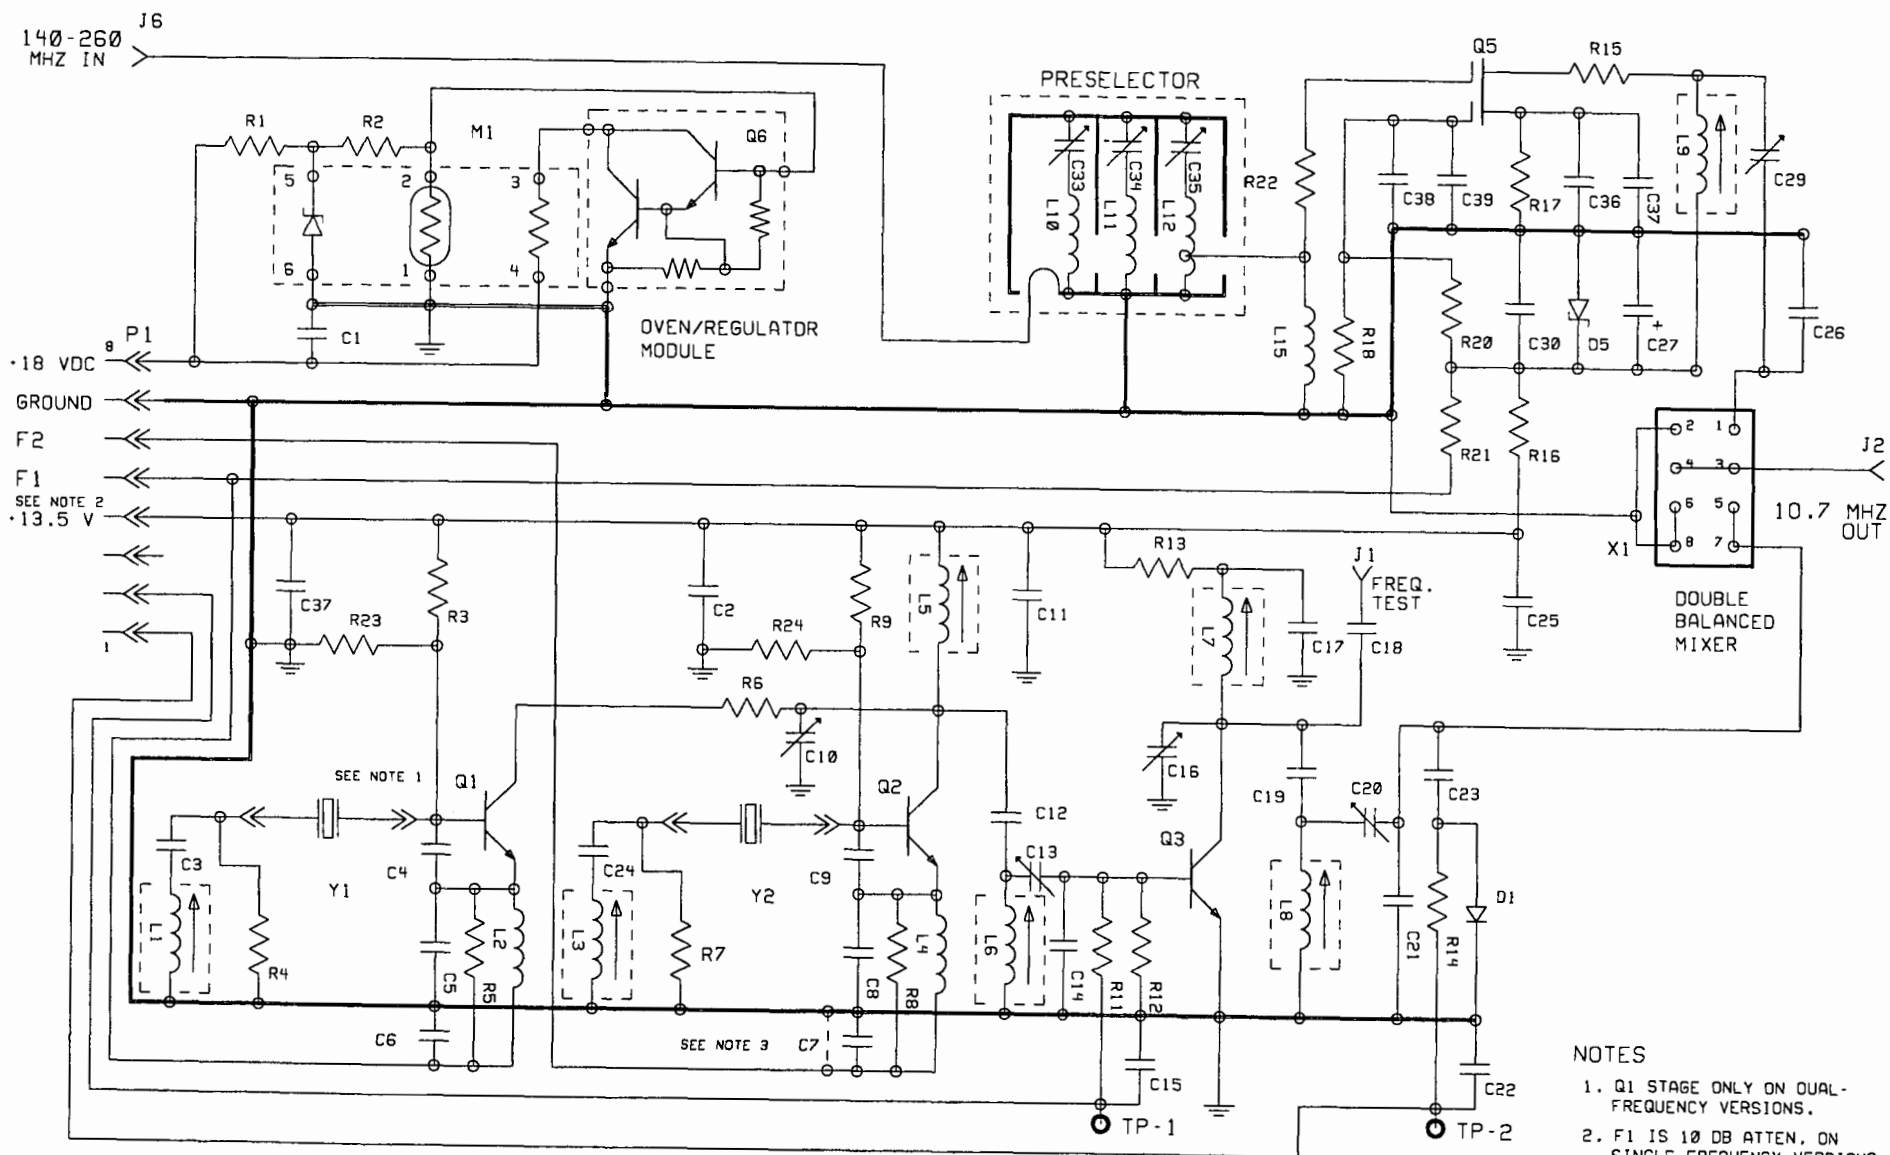 J6
140-260
MHZ IN
R1
R2
M1
Q6
5
2
3
6
1
4
C1
OVEN/REGULATOR
MODULE
PRESELECTOR
C33
C34
C35
L10
L11
L12
R22
L15
R18
Q5
R15
L9
C29
C38
C39
R17
C36
C37
R20
C30
D5
+
C27
C26
R21
R16
8
P1
·18 VDC
GROUND
F2
F1
SEE NOTE 2
·13.5 V
1
2
1
4
3
6
5
8
7
X1
J2
10.7 MHZ
OUT
DOUBLE
BALANCED
MIXER
C37
R23
R3
C2
R24
R9
L5
C11
R13
L7
C17
J1
FREQ.
TEST
C18
C25
R6
C10
C16
SEE NOTE 1
Q1
Q2
C12
C13
Q3
C19
C20
C23
C3
Y1
C4
L1
R4
C5
R5
L2
C6
C24
Y2
C9
L3
R7
C8
R8
L4
SEE NOTE 3
C7
L6
C14
R11
R12
C15
L8
C21
R14
D1
C22
TP-1
TP-2
NOTES
1. Q1 STAGE ONLY ON DUAL-
FREQUENCY VERSIONS.
2. F1 IS 10 DB ATTEN. ON
SINGLE FREQUENCY VERSIONS